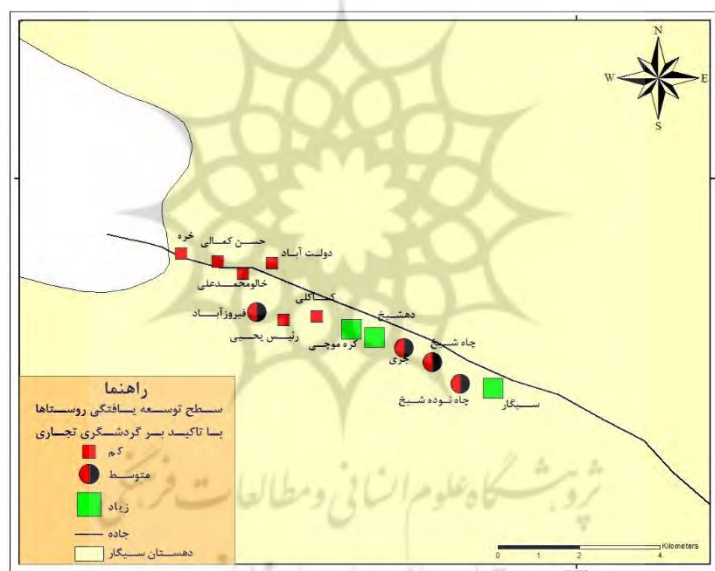 N
W E
S
خره
حسن کمالی
دولت آباد
خالومحمدعلی
کاکلی
فیروزآباد
رئیس یحیی
دهشیخ
کره موچی
جری
چاه شیخ
چاه توده شیخ
سیگار
راهنما
سطح توسعه یافتگی روستاها
با تاکید بر گردشگری تجاری
کم
متوسط
زیاد
جاده
دهستان سیگار
پژوهشگاه علوم انسانی و مطالعات فرهنگی
Kilometers
0 1 2 4